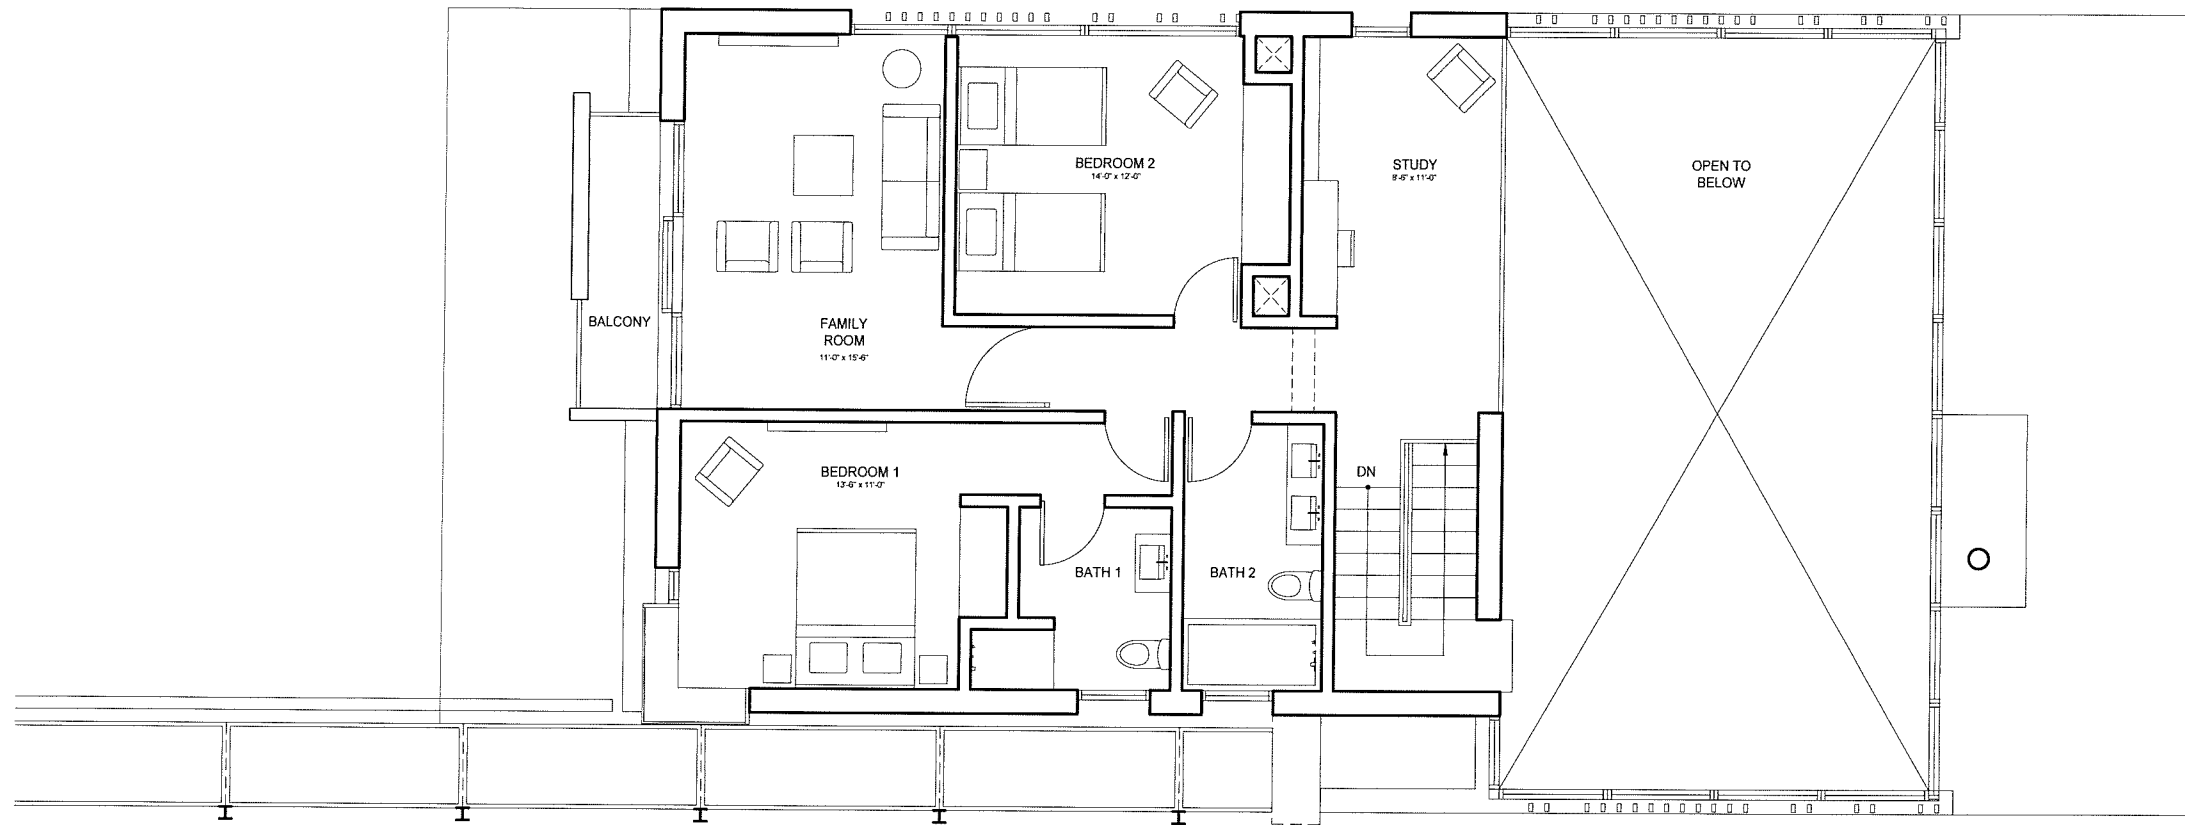 BEDROOM 2
14'-0" x 12'-0"
STUDY
8'-6" x 11'-0"
OPEN TO
BELOW
BALCONY
FAMILY
ROOM
11'-0" x 15'-6"
BEDROOM 1
13'-6" x 11'-0"
DN
BATH 1
BATH 2